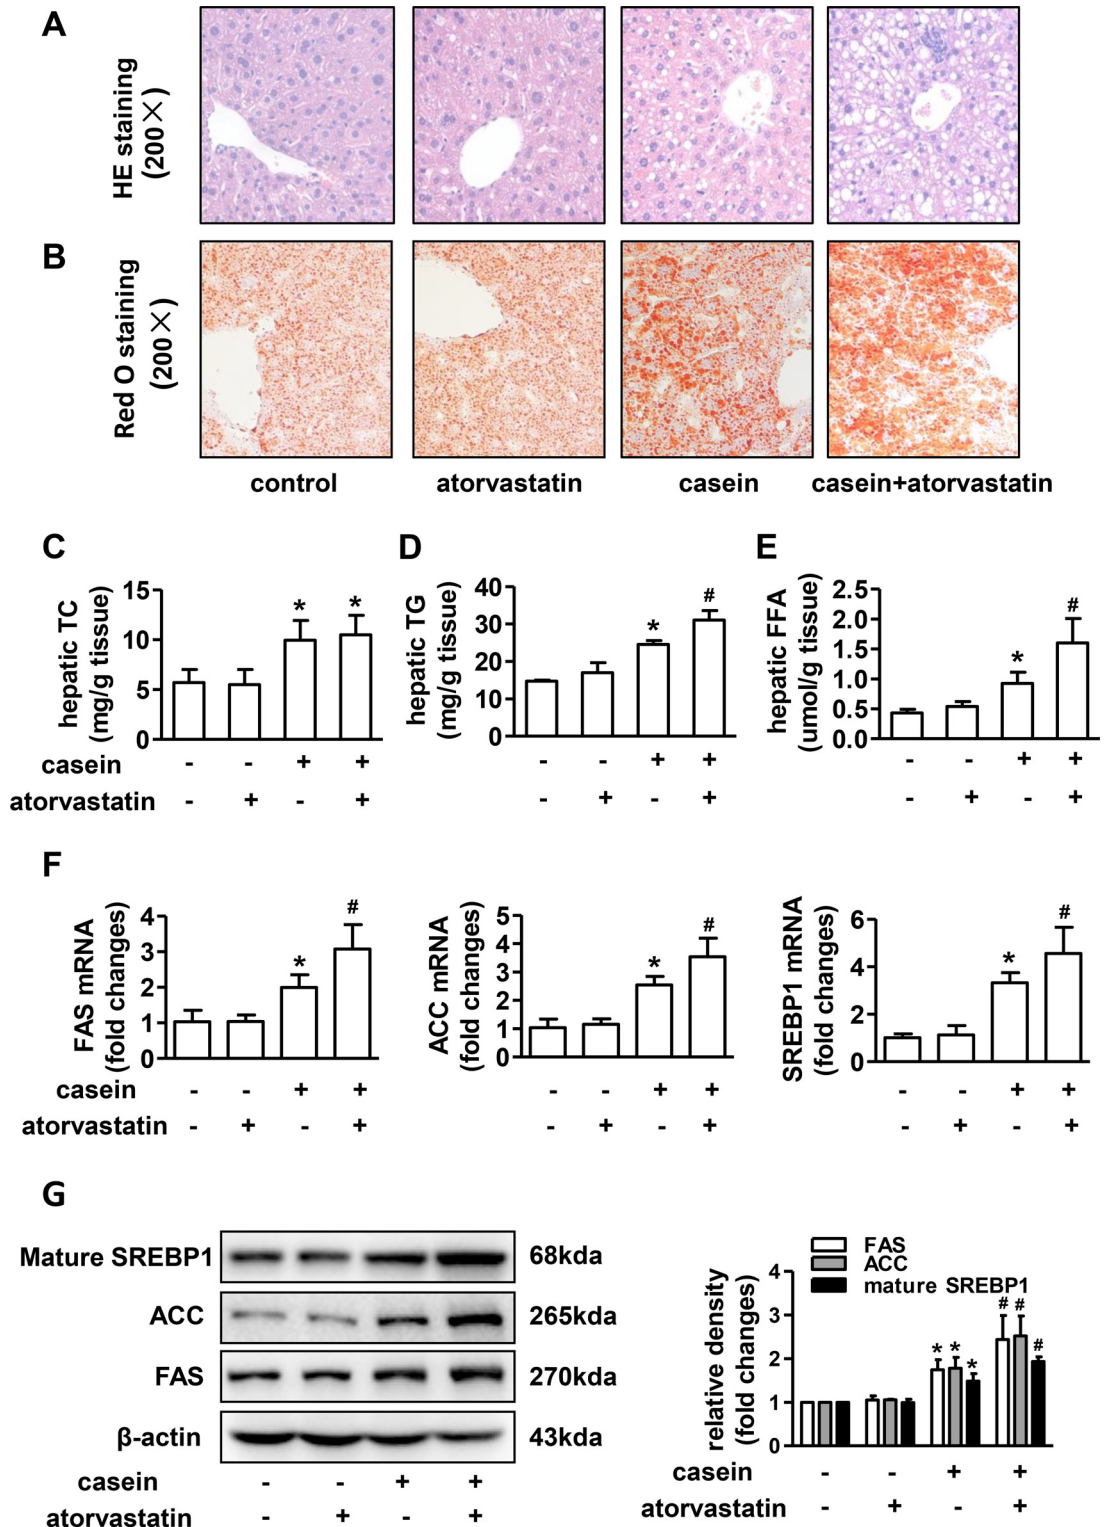 A
HE staining
(200×)
B
Red O staining
(200×)
control atorvastatin casein casein+atorvastatin
C
hepatic TC
(mg/g tissue)
15
10
5
0
* *
casein - - + +
atorvastatin - + - +
D
hepatic TG
(mg/g tissue)
40
30
20
10
0
* #
- - + +
- + - +
E
hepatic FFA
(umol/g tissue)
2.5
2.0
1.5
1.0
0.5
0.0
* #
- - + +
- + - +
F
FAS mRNA
(fold changes)
4
3
2
1
0
* #
casein - - + +
atorvastatin - + - +
ACC mRNA
(fold changes)
5
4
3
2
1
0
* #
- - + +
- + - +
SREBP1 mRNA
(fold changes)
6
4
2
0
* #
- - + +
- + - +
G
Mature SREBP1 68kda
ACC 265kda
FAS 270kda
β-actin 43kda
casein - - + +
atorvastatin - + - +
FAS
ACC
mature SREBP1
relative density
(fold changes)
4
3
2
1
0
* * * # # #
casein - - + +
atorvastatin - + - +